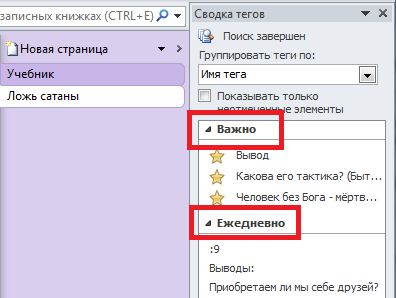 записных книжках (CTRL+E)
Новая страница
Учебник
Ложь сатаны
Сводка тегов
Поиск завершен
Группировать теги по:
Имя тега
Показывать только
неотмеченные элементы
Важно
Вывод
Какова его тактика? (Быт...
Человек без Бога - мёртв...
Ежедневно
:9
Выводы:
Приобретаем ли мы себе друзей?